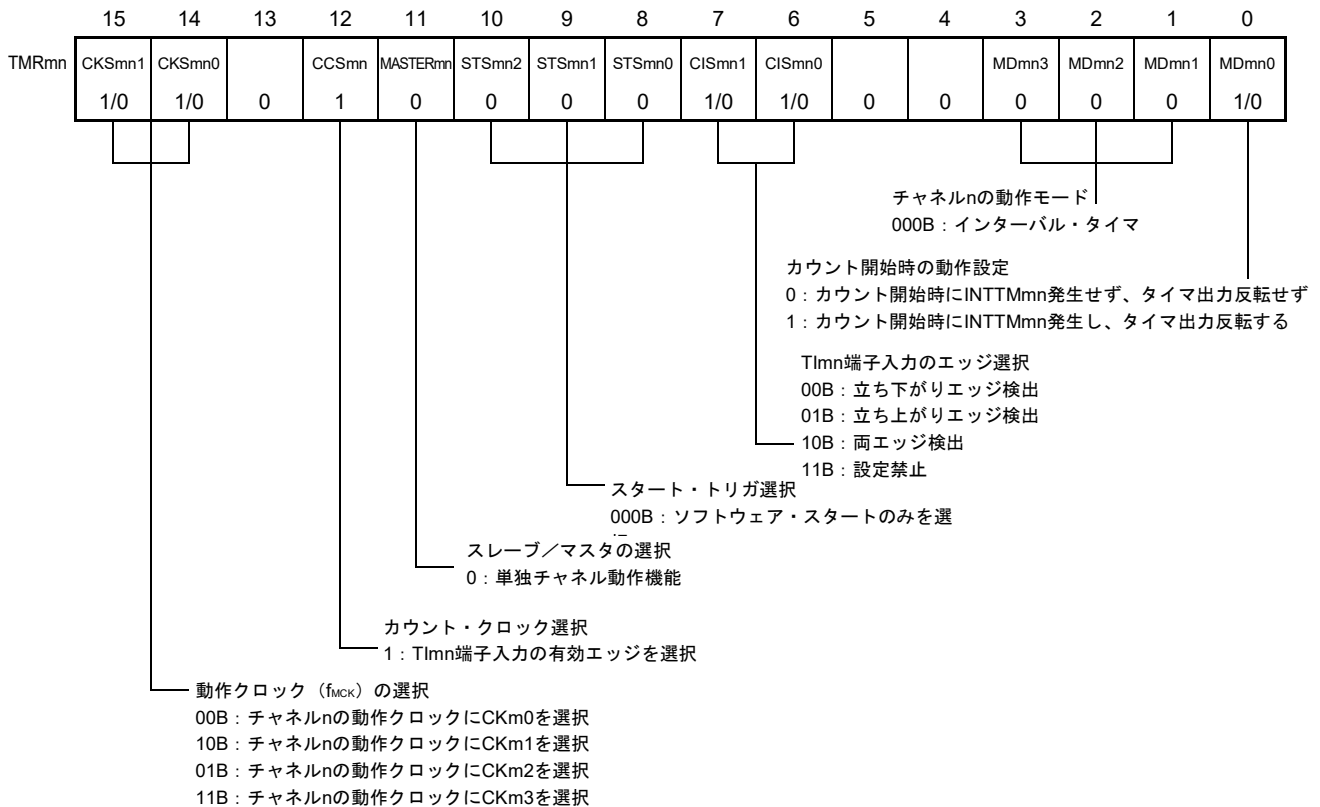 15 14 13 12 11 10 9 8 7 6 5 4 3 2 1 0
TMRmn CKSmn1 CKSmn0 CCSmn MASTERmn STSmn2 STSmn1 STSmn0 CISmn1 CISmn0 MDmn3 MDmn2 MDmn1 MDmn0
1/0 1/0 0 1 0 0 0 0 1/0 1/0 0 0 0 0 0 1/0
チャネルnの動作モード
000B：インターバル・タイマ
カウント開始時の動作設定
0：カウント開始時にINTTMmn発生せず、タイマ出力反転せず
1：カウント開始時にINTTMmn発生し、タイマ出力反転する
TImn端子入力のエッジ選択
00B：立ち下がりエッジ検出
01B：立ち上がりエッジ検出
10B：両エッジ検出
11B：設定禁止
スタート・トリガ選択
000B：ソフトウェア・スタートのみを選
スレーブ／マスタの選択
0：単独チャネル動作機能
カウント・クロック選択
1：TImn端子入力の有効エッジを選択
動作クロック（fMCK）の選択
00B：チャネルnの動作クロックにCKm0を選択
10B：チャネルnの動作クロックにCKm1を選択
01B：チャネルnの動作クロックにCKm2を選択
11B：チャネルnの動作クロックにCKm3を選択